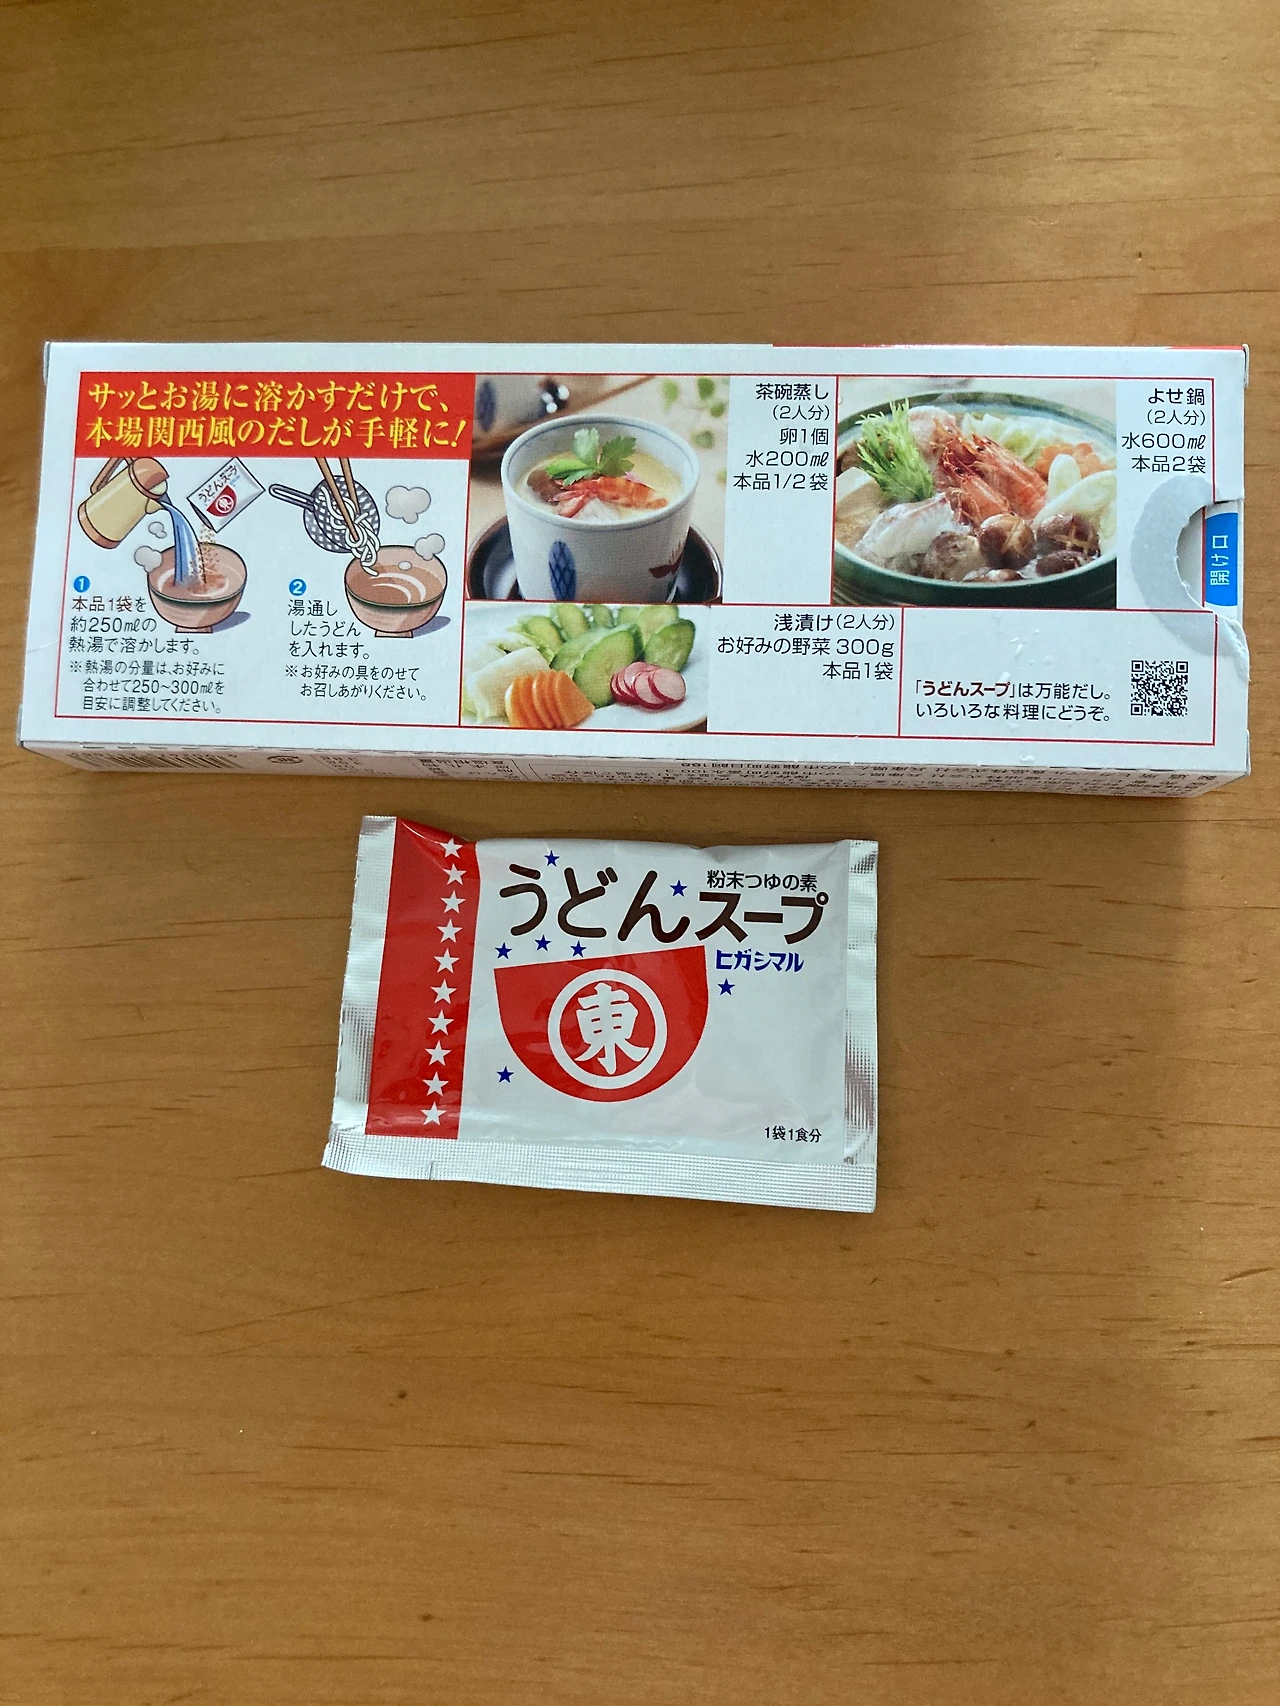 サッとお湯に溶かすだけで、
本場関西風のだしが手軽に!
うどんスープ
東
1
本品1袋を
約250mlの
熱湯で溶かします。
※熱湯の分量は、お好みに
合わせて250~300mlを
目安に調整してください。
2
湯通し
したうどん
を入れます。
※お好みの具をのせて
お召しあがりください。
茶碗蒸し
(2人分)
卵1個
水200ml
本品1/2袋
よせ鍋
(2人分)
水600ml
本品2袋
浅漬け(2人分)
お好みの野菜 300g
本品1袋
「うどんスープ」は万能だし。
いろいろな料理にどうぞ。
開け口
粉末つゆの素
うどんスープ
ヒガシマル
東
1袋1食分